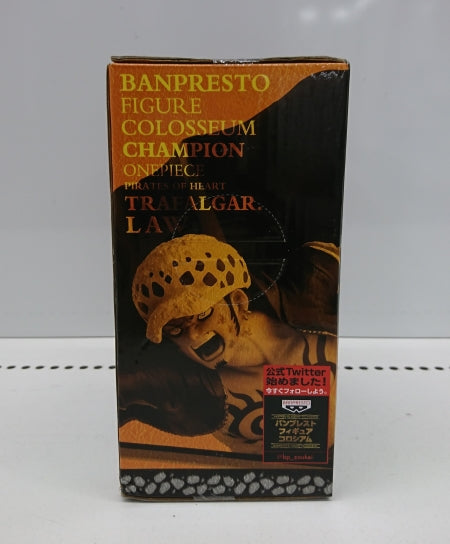 BANPRESTO
FIGURE
COLOSSEUM
CHAMPION
ONEPIECE
PIRATES OF HEART
TRAFALGAR.
LAW
公式Twitter
始めました!
今すぐフォローしよう。
BANPRESTO
バンプレスト
フィギュア
コロシアム
@bp_zoukei